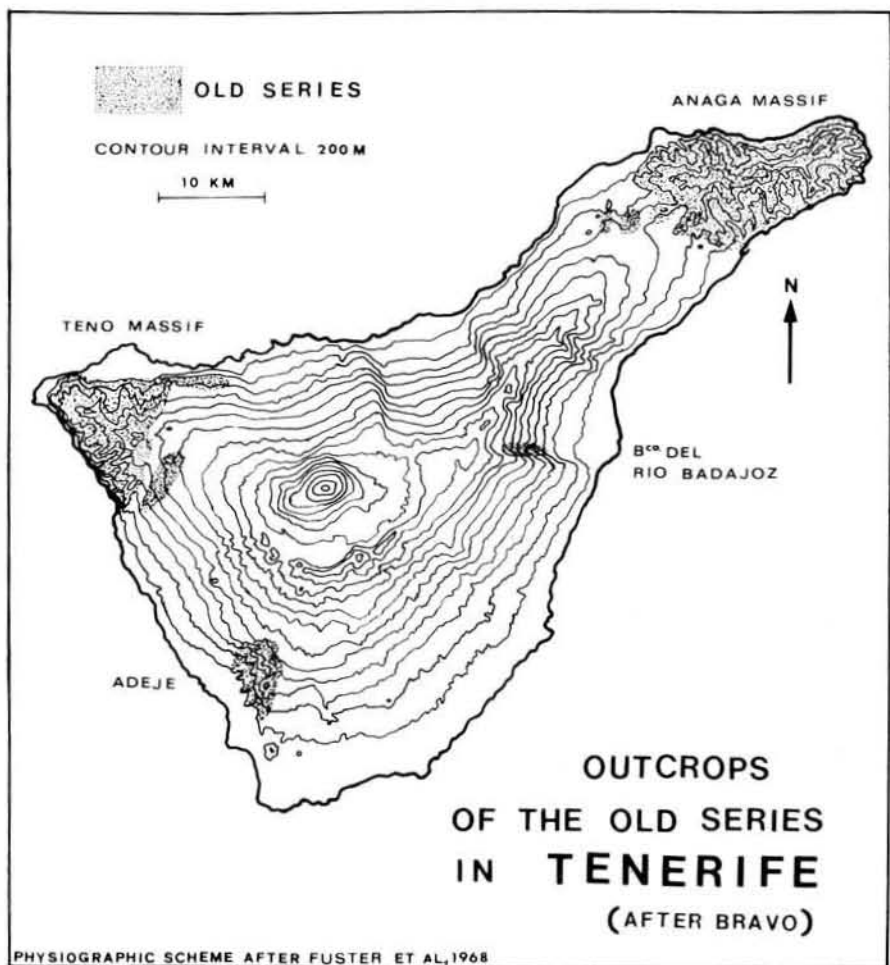 OLD SERIES
CONTOUR INTERVAL 200 M
10 KM
ANAGA MASSIF
N
TENO MASSIF
Bco. DEL
RIO BADAJOZ
ADEJE
OUTCROPS
OF THE OLD SERIES
IN TENERIFE
(AFTER BRAVO)
PHYSIOGRAPHIC SCHEME AFTER FUSTER ET AL, 1968